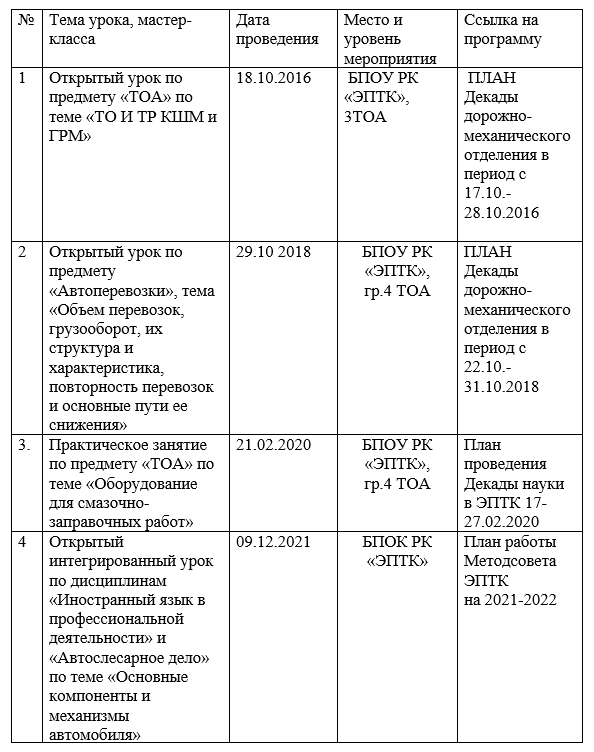 №
Тема урока, мастер-
класса
Дата
проведения
Место и
уровень
мероприятия
Ссылка на
программу
1
Открытый урок по
предмету «ТОА» по
теме «ТО И ТР КШМ и
ГРМ»
18.10.2016
БПОУ РК
«ЭПТК»,
3ТОА
ПЛАН
Декады
дорожно-
механического
отделения в
период с
17.10.-
28.10.2016
2
Открытый урок по
предмету
«Автоперевозки», тема
«Объем перевозок,
грузооборот, их
структура и
характеристика,
повторность перевозок
и основные пути ее
снижения»
29.10 2018
БПОУ РК
«ЭПТК»,
гр.4 ТОА
ПЛАН
Декады
дорожно-
механического
отделения в
период с
22.10.-
31.10.2018
3.
Практическое занятие
по предмету «ТОА» по
теме «Оборудование
для смазочно-
заправочных работ»
21.02.2020
БПОУ РК
«ЭПТК»,
гр.4 ТОА
План
проведения
Декады науки
в ЭПТК 17-
27.02.2020
4
Открытый
интегрированный урок
по дисциплинам
«Иностранный язык в
профессиональной
деятельности» и
«Автослесарное дело»
по теме «Основные
компоненты и
механизмы
автомобиля»
09.12.2021
БПОК РК
«ЭПТК»
План работы
Методсовета
ЭПТК
на 2021-2022